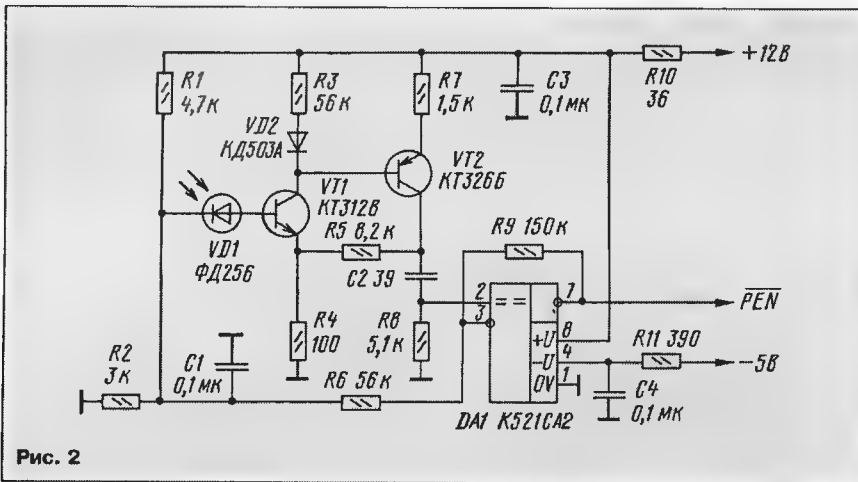 R1
4,7к
R3
56к
R7
1,5к
C3
0,1мк
R10
36
+12В
VD2
КД503А
VT2
КТ326Б
VT1
КТ312В
VD1
ФД256
R5 8,2к
C2 39
R9 150к
R4
100
R8
5,1к
2
3
==
7
+U
8
-U
4
0V
1
PEN
R11 390
-5В
R2
3к
C1
0,1мк
R6 56к
C4
0,1мк
DA1 К521СА2
Рис. 2